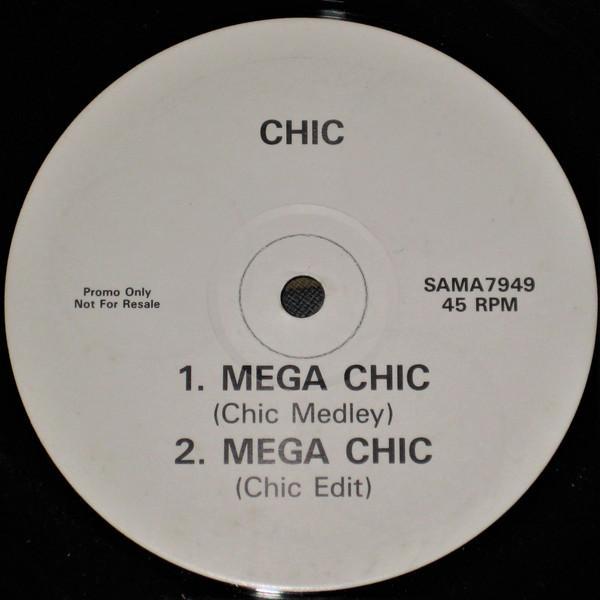 CHIC
Promo Only
Not For Resale
SAMA7949
45 RPM
1. MEGA CHIC
(Chic Medley)
2. MEGA CHIC
(Chic Edit)